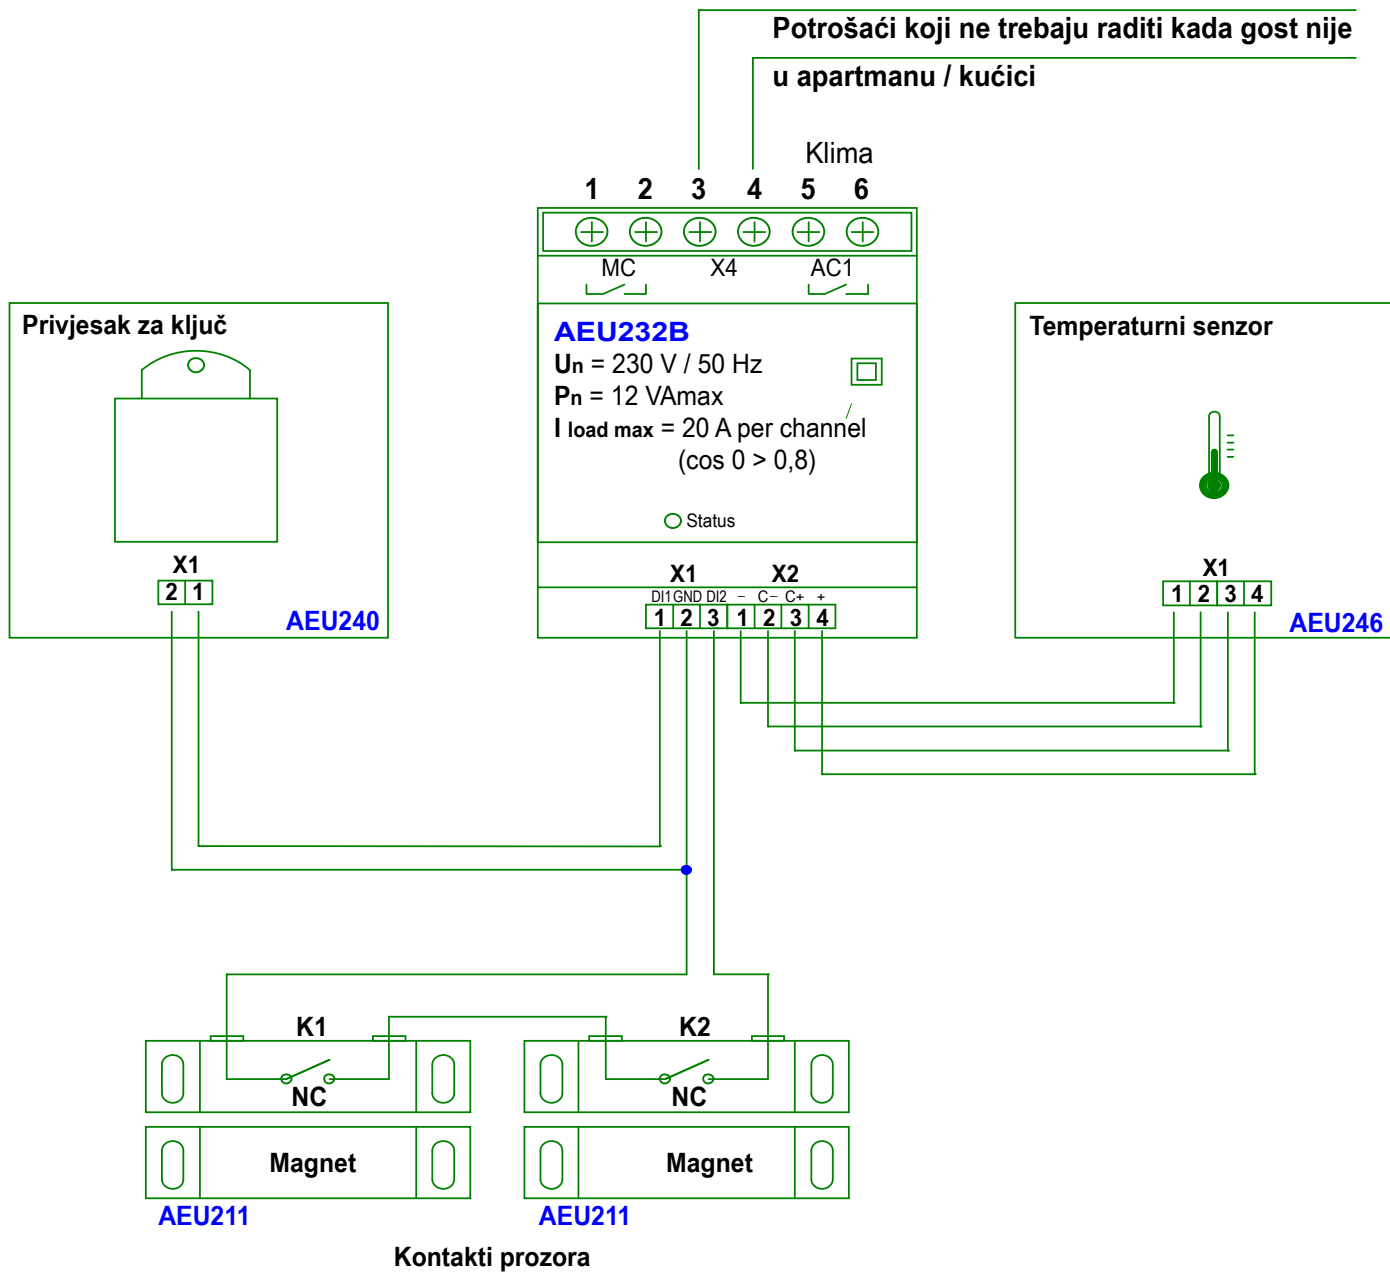 Potrošaći koji ne trebaju raditi kada gost nije
u apartmanu / kućici
Klima
1 2 3 4 5 6
MC X4 AC1
Privjesak za ključ
X1
2 1
AEU240
AEU232B
Un = 230 V / 50 Hz
Pn = 12 VAmax
I load max = 20 A per channel
(cos 0 > 0,8)
Status
X1 X2
DI1 GND DI2 − C− C+ +
1 2 3 1 2 3 4
Temperaturni senzor
X1
1 2 3 4
AEU246
K1
NC
Magnet
AEU211
K2
NC
Magnet
AEU211
Kontakti prozora